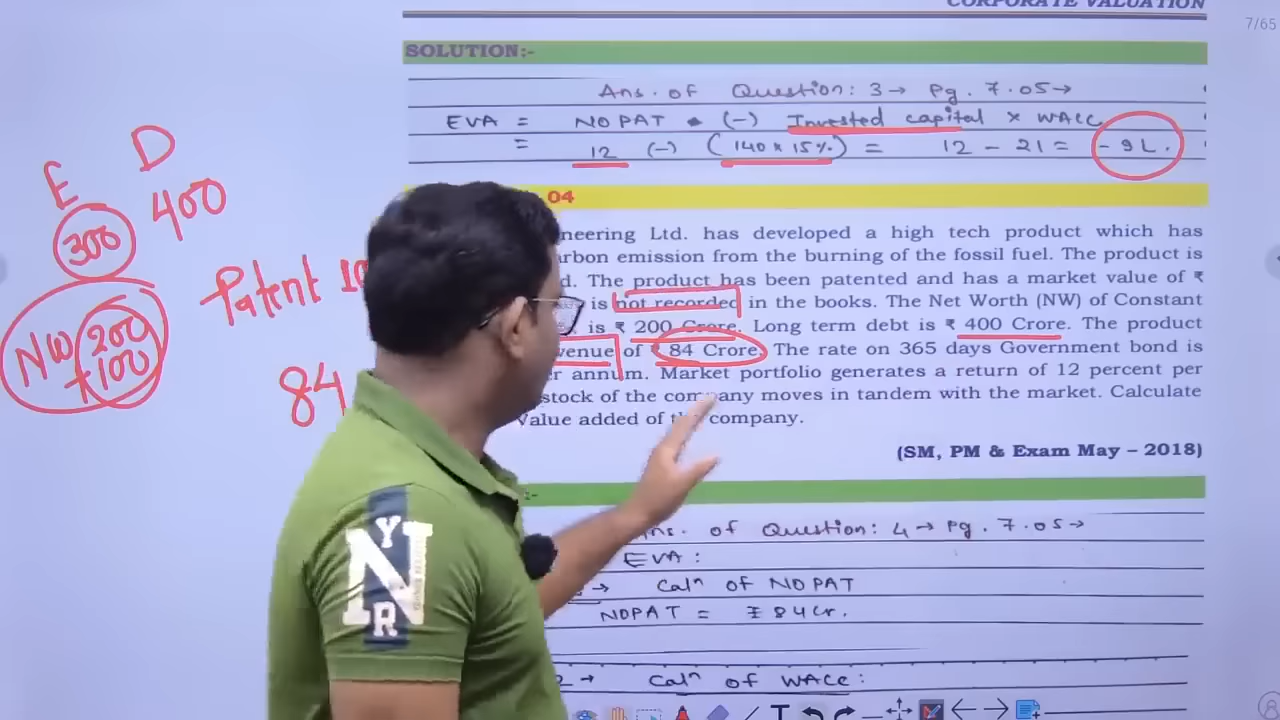 CORPORATE VALUATION
7/65
SOLUTION:-
Ans. of Question: 3 → Pg. 7.05 →
EVA = NOPAT (-) Invested capital x WACC
= 12 (-) (140 x 15%) = 12 - 21 = - 9 L.
04
neering Ltd. has developed a high tech product which has
rbon emission from the burning of the fossil fuel. The product is
d. The product has been patented and has a market value of ₹
is not recorded in the books. The Net Worth (NW) of Constant
is ₹ 200 Crore. Long term debt is ₹ 400 Crore. The product
venue of ₹ 84 Crore. The rate on 365 days Government bond is
r annum. Market portfolio generates a return of 12 percent per
stock of the company moves in tandem with the market. Calculate
Value added of the company.
(SM, PM & Exam May – 2018)
:-
Ans. of Question: 4 → Pg. 7.05 →
EVA:
→ Caln of NOPAT
NOPAT = ₹ 84 Cr.
2 → Caln of WACC:
E D
300 400
NW 200
+100
Patent
84
N
Y
R